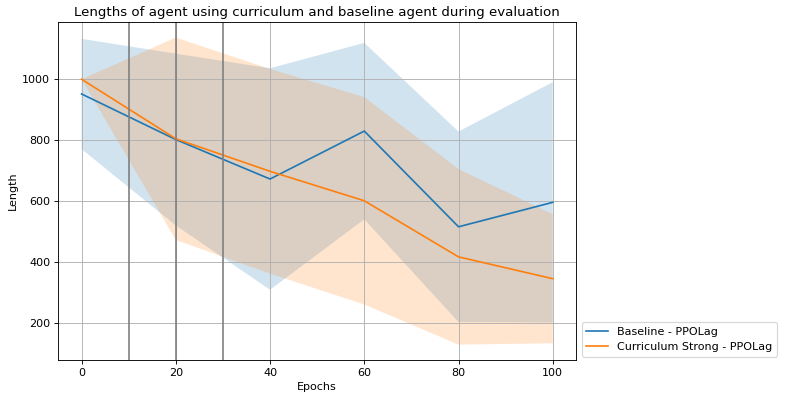 Lengths of agent using curriculum and baseline agent during evaluation
1000
800
600
400
200
Length
0 20 40 60 80 100
Epochs
Baseline - PPOLag
Curriculum Strong - PPOLag